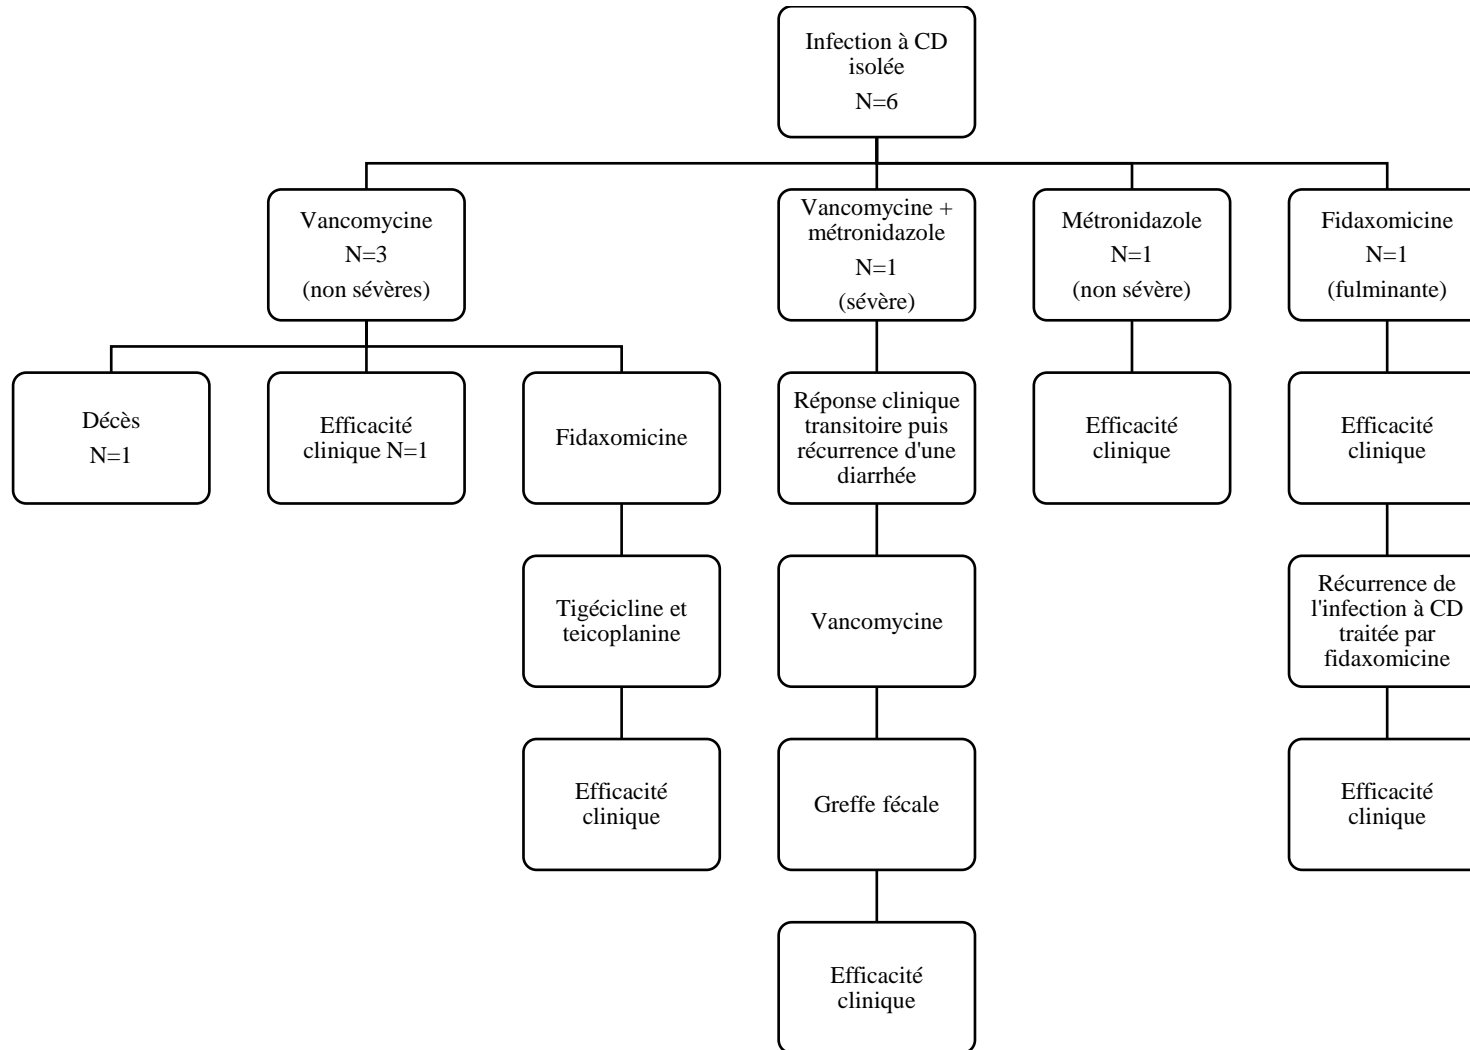 Infection à CD
isolée
N=6
Vancomycine
N=3
(non sévères)
Vancomycine +
métronidazole
N=1
(sévère)
Métronidazole
N=1
(non sévère)
Fidaxomicine
N=1
(fulminante)
Décès
N=1
Efficacité
clinique N=1
Fidaxomicine
Réponse clinique
transitoire puis
récurrence d'une
diarrhée
Efficacité
clinique
Efficacité
clinique
Tigécicline et
teicoplanine
Vancomycine
Récurrence de
l'infection à CD
traitée par
fidaxomicine
Efficacité
clinique
Greffe fécale
Efficacité
clinique
Efficacité
clinique